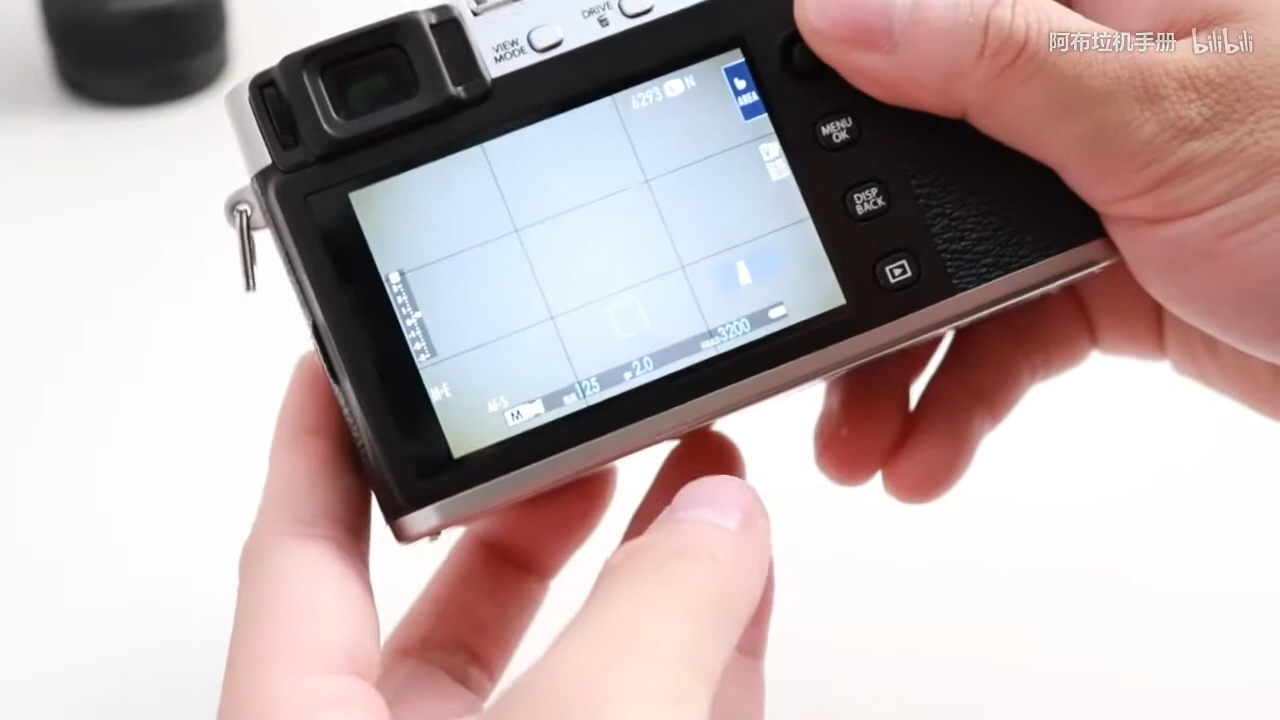 阿布垃机手册 bilibili
DRIVE
VIEW
MODE
6293 L N
AREA
MENU
OK
DISP
BACK
M·E
AF-S
M 125 2.0 3200